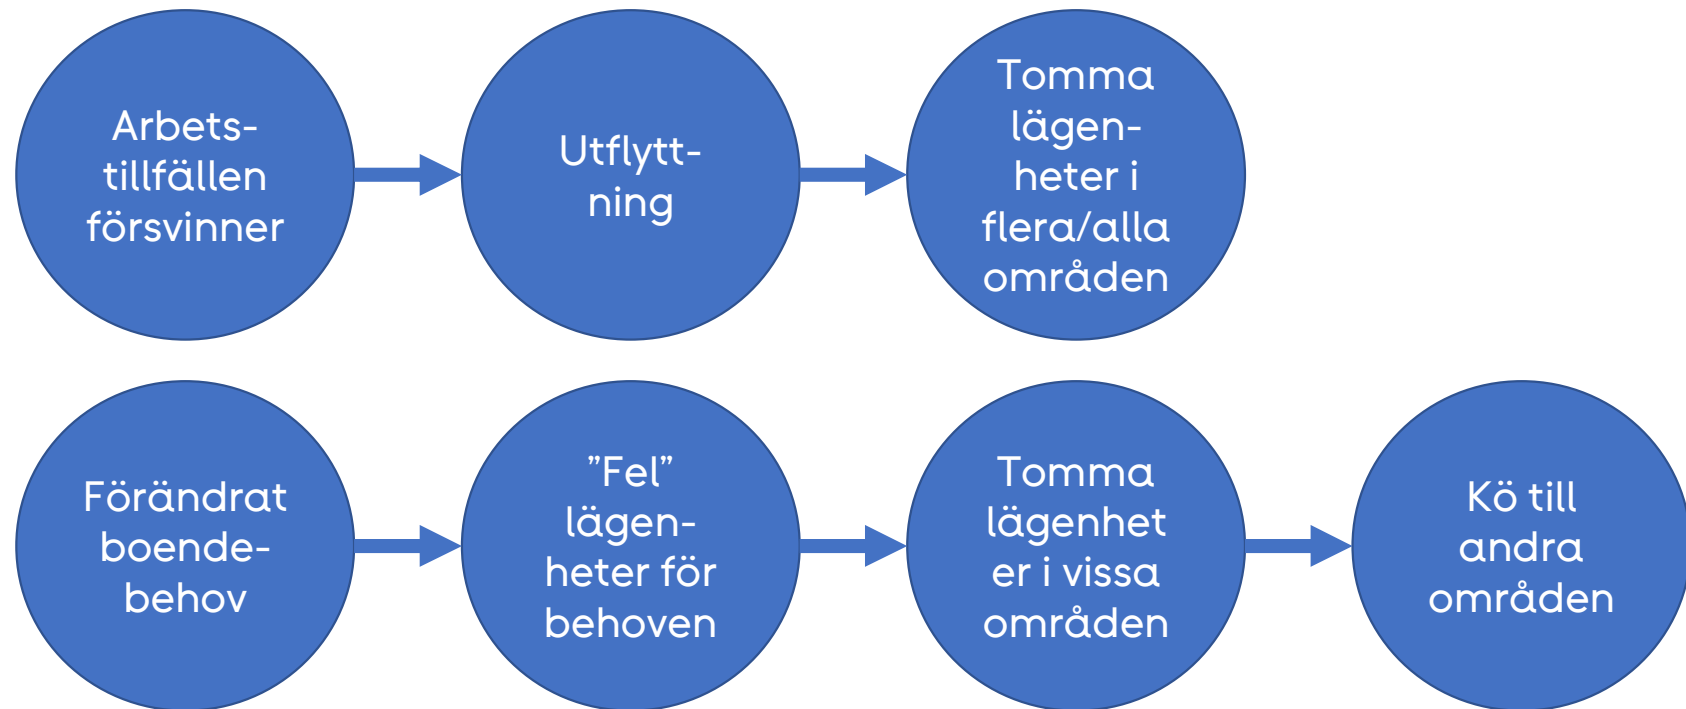 Arbets-
tillfällen
försvinner
Utflytt-
ning
Tomma
lägen-
heter i
flera/alla
områden
Förändrat
boende-
behov
”Fel”
lägen-
heter för
behoven
Tomma
lägenhet
er i vissa
områden
Kö till
andra
områden